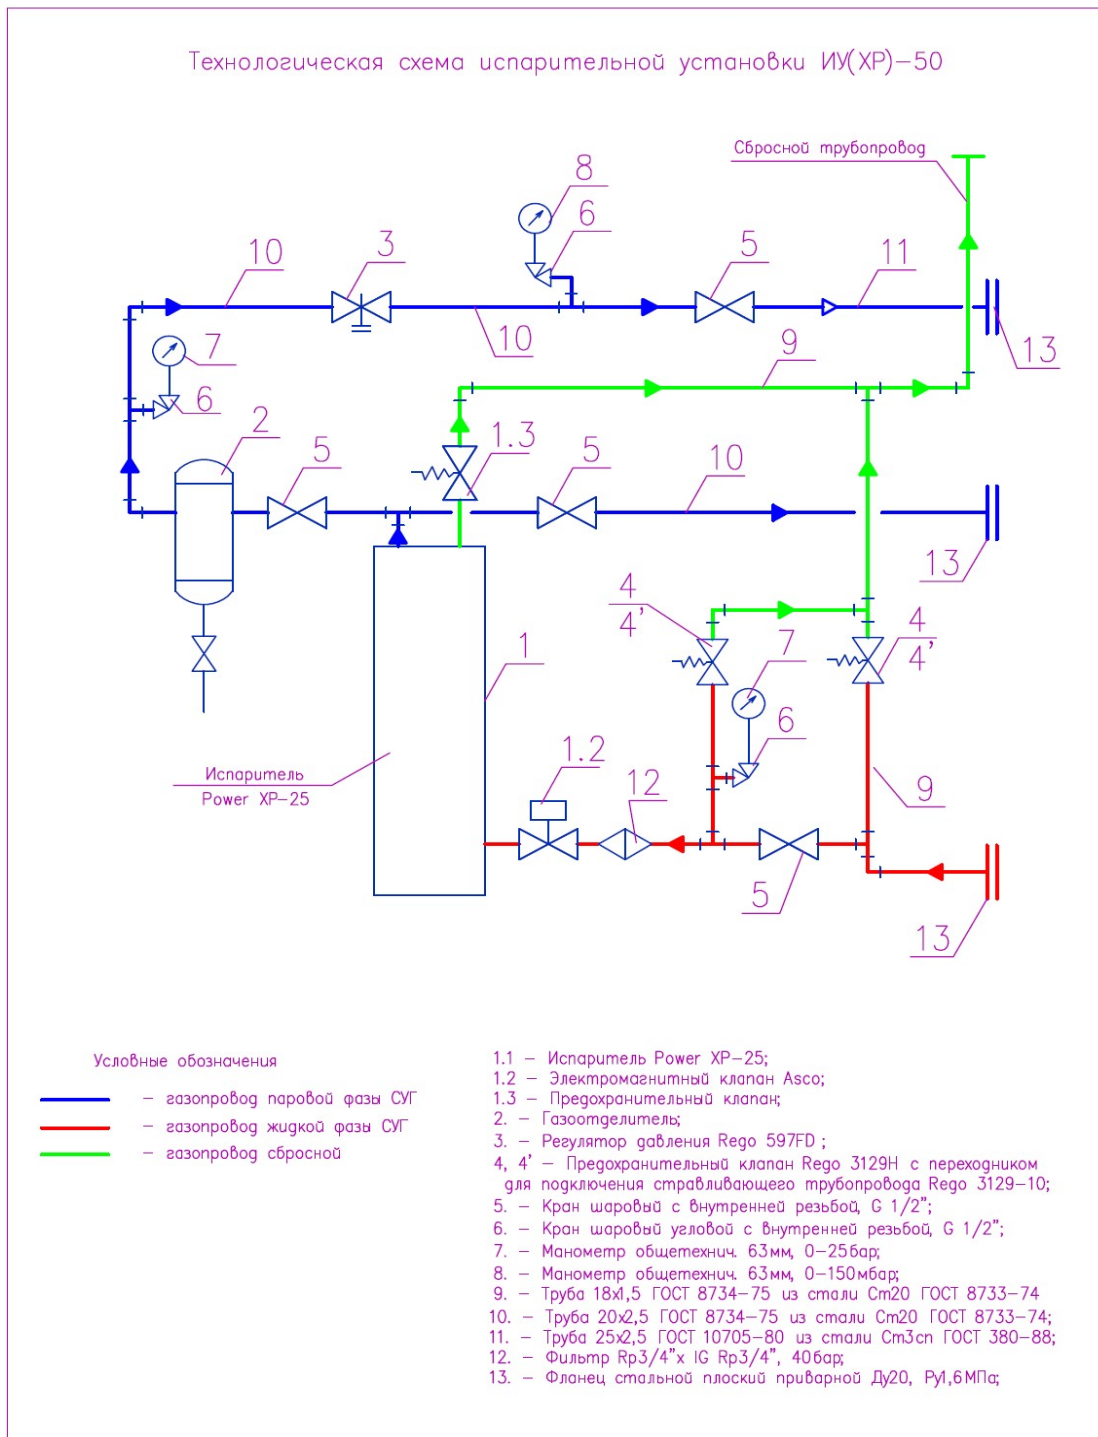 Технологическая схема испарительной установки ИУ(ХР)-50
Сбросной трубопровод
8
6
10
3
5
11
10
13
7
9
6
2
5
1.3
5
10
13
4
4'
4
4'
7
1
6
1.2
12
9
Испаритель
Power XP-25
5
13
Условные обозначения
– газопровод паровой фазы СУГ
– газопровод жидкой фазы СУГ
– газопровод сбросной
1.1 – Испаритель Power XP-25;
1.2 – Электромагнитный клапан Asco;
1.3 – Предохранительный клапан;
2. – Газоотделитель;
3. – Регулятор давления Rego 597FD ;
4, 4' – Предохранительный клапан Rego 3129H с переходником
для подключения стравливающего трубопровода Rego 3129-10;
5. – Кран шаровый с внутренней резьбой, G 1/2";
6. – Кран шаровый угловой с внутренней резьбой, G 1/2";
7. – Манометр общетехнич. 63мм, 0-25бар;
8. – Манометр общетехнич. 63мм, 0-150мбар;
9. – Труба 18х1,5 ГОСТ 8734-75 из стали Ст20 ГОСТ 8733-74
10. – Труба 20х2,5 ГОСТ 8734-75 из стали Ст20 ГОСТ 8733-74;
11. – Труба 25х2,5 ГОСТ 10705-80 из стали Ст3сп ГОСТ 380-88;
12. – Фильтр Rp3/4"x IG Rp3/4", 40бар;
13. – Фланец стальной плоский приварной Ду20, Ру1,6МПа;